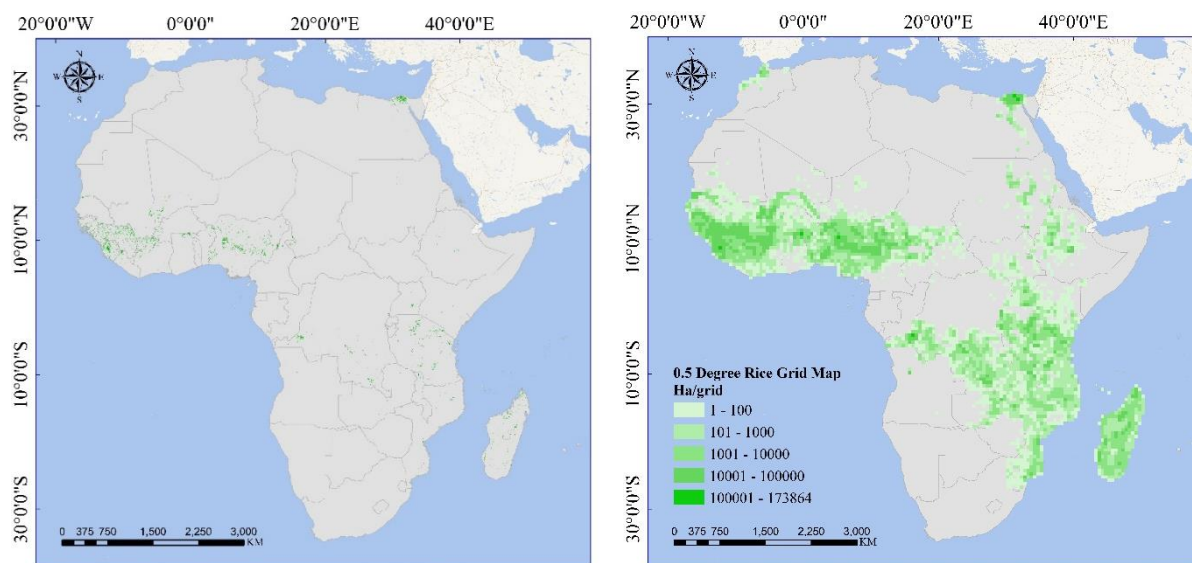 20°0'0"W 0°0'0" 20°0'0"E 40°0'0"E
N
W E
S
30°0'0"N
10°0'0"N
10°0'0"S
30°0'0"S
0 375 750 1,500 2,250 3,000
KM
20°0'0"W 0°0'0" 20°0'0"E 40°0'0"E
N
W E
S
30°0'0"N
10°0'0"N
10°0'0"S
30°0'0"S
0.5 Degree Rice Grid Map
Ha/grid
1 - 100
101 - 1000
1001 - 10000
10001 - 100000
100001 - 173864
0 375 750 1,500 2,250 3,000
KM